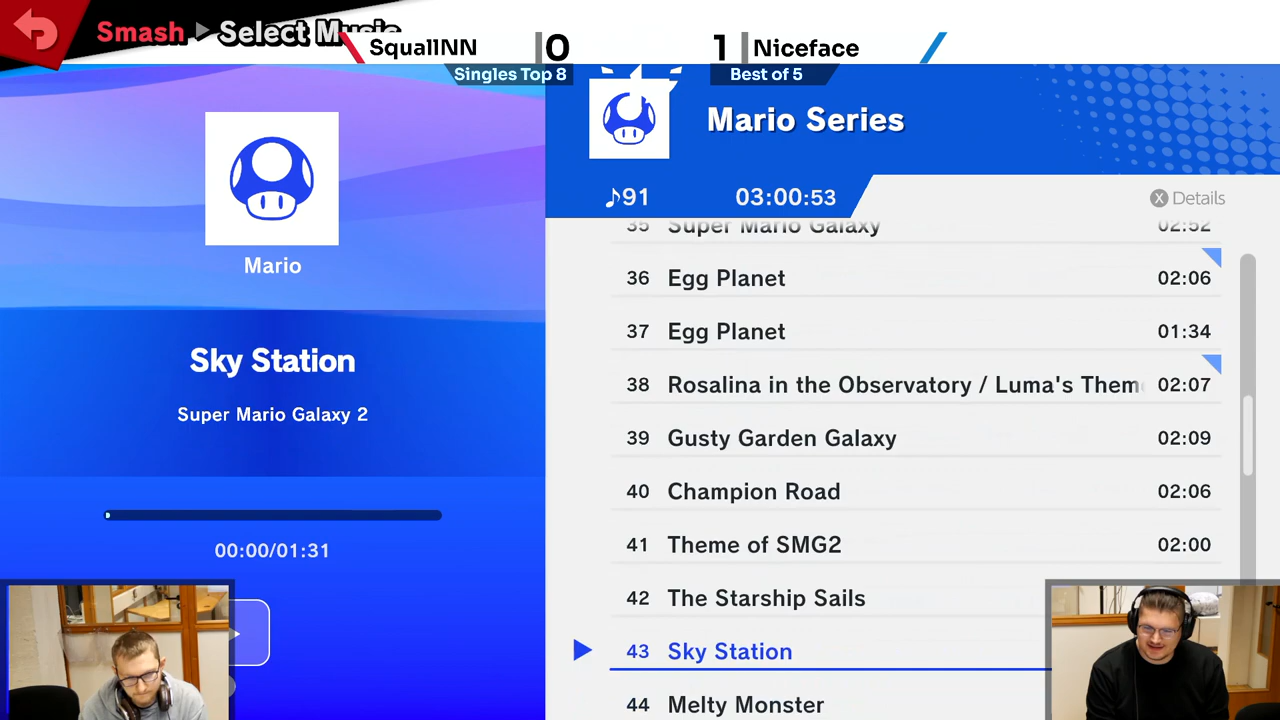 Smash ▶ Select Music
SquallNN 0 1 Niceface
Singles Top 8 Best of 5
Mario Series
♪91 03:00:53
X Details
Mario
Sky Station
Super Mario Galaxy 2
00:00/01:31
35 Super Mario Galaxy 02:52
36 Egg Planet 02:06
37 Egg Planet 01:34
38 Rosalina in the Observatory / Luma's Them 02:07
39 Gusty Garden Galaxy 02:09
40 Champion Road 02:06
41 Theme of SMG2 02:00
42 The Starship Sails
43 Sky Station
44 Melty Monster